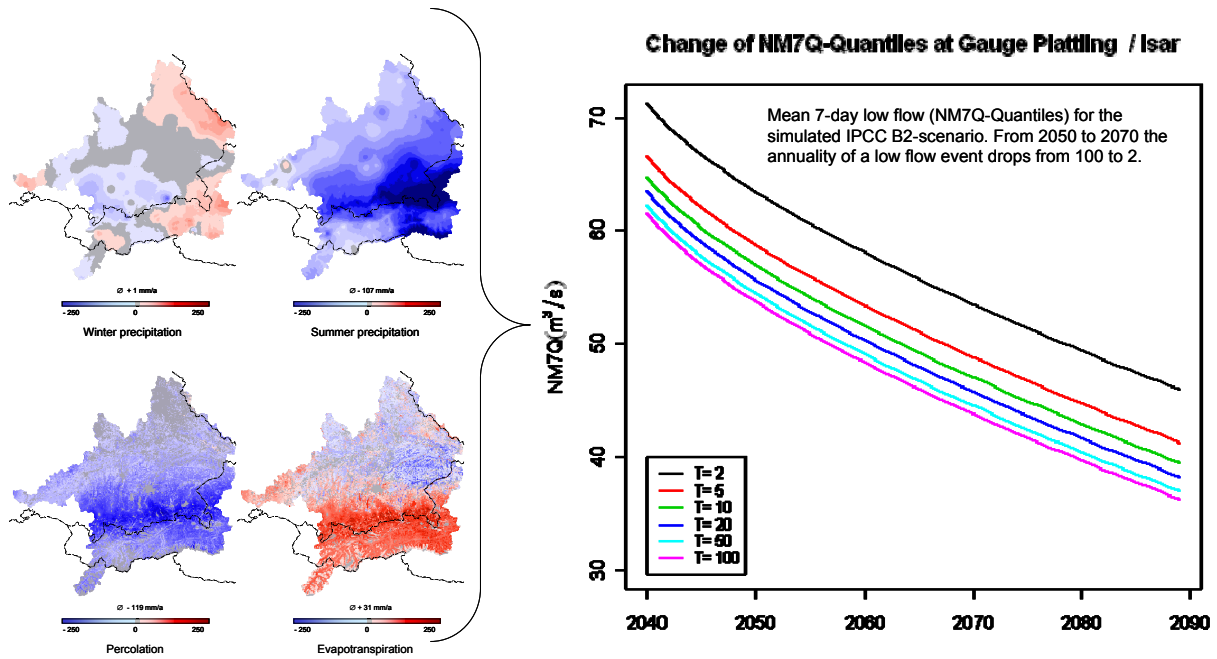 Ø + 1 mm/a
- 250 0 250
Winter precipitation
Ø - 107 mm/a
- 250 0 250
Summer precipitation
Ø - 119 mm/a
- 250 0 250
Percolation
Ø + 31 mm/a
- 250 0 250
Evapotranspiration
Change of NM7Q-Quantiles at Gauge Plattling / Isar
Mean 7-day low flow (NM7Q-Quantiles) for the
simulated IPCC B2-scenario. From 2050 to 2070 the
annuality of a low flow event drops from 100 to 2.
NM7Q(m³/s)
70
60
50
40
30
T= 2
T= 5
T= 10
T= 20
T= 50
T= 100
2040 2050 2060 2070 2080 2090